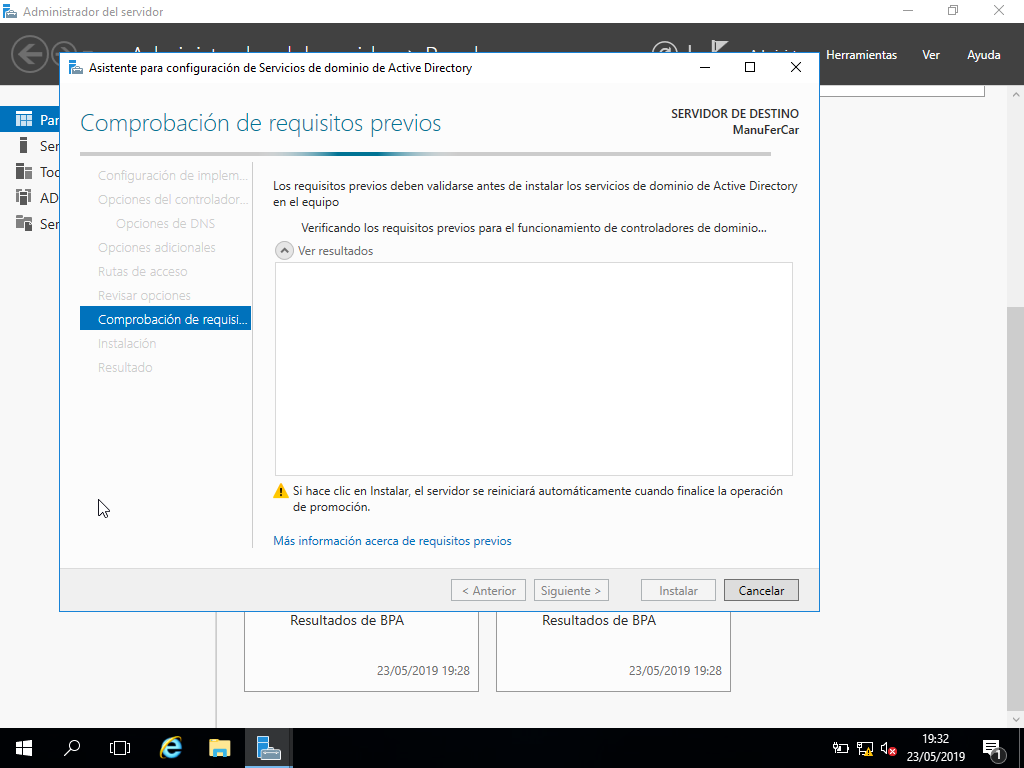 Administrador del servidor
Herramientas
Ver
Ayuda
Asistente para configuración de Servicios de dominio de Active Directory
Comprobación de requisitos previos
SERVIDOR DE DESTINO
ManuFerCar
Par
Ser
Too
AD
Ser
Configuración de implem...
Opciones del controlador...
Opciones de DNS
Opciones adicionales
Rutas de acceso
Revisar opciones
Comprobación de requisi...
Instalación
Resultado
Los requisitos previos deben validarse antes de instalar los servicios de dominio de Active Directory
en el equipo
Verificando los requisitos previos para el funcionamiento de controladores de dominio...
Ver resultados
Si hace clic en Instalar, el servidor se reiniciará automáticamente cuando finalice la operación
de promoción.
Más información acerca de requisitos previos
< Anterior
Siguiente >
Instalar
Cancelar
Resultados de BPA
Resultados de BPA
23/05/2019 19:28
23/05/2019 19:28
19:32
23/05/2019
1